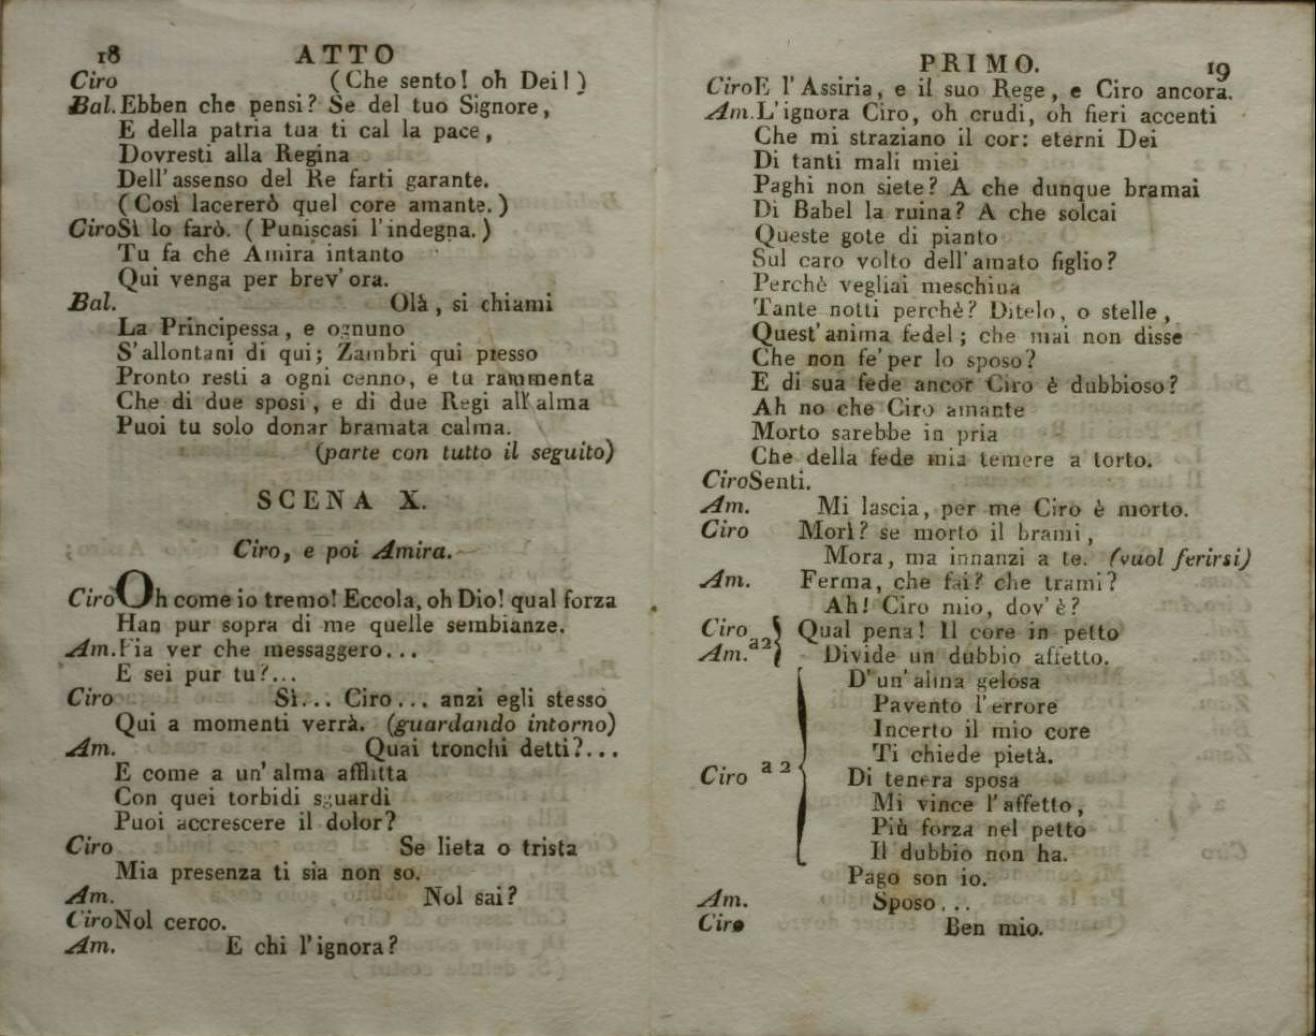 18 ATTO
Ciro (Che sento! oh Dei!)
Bal. Ebben che pensi? Se del tuo Signore,
E della patria tua ti cal la pace,
Dovresti alla Regina
Dell' assenso del Re farti garante.
(Così lacererò quel core amante.)
Ciro Sì lo farò. (Puniscasi l'indegna.)
Tu fa che Amira intanto
Qui venga per brev' ora.
Bal. Olà, si chiami
La Principessa, e ognuno
S'allontani di qui; Zambri qui presso
Pronto resti a ogni cenno, e tu rammenta
Che di due sposi, e di due Regi all'alma
Puoi tu solo donar bramata calma.
(parte con tutto il seguito)
SCENA X.
Ciro, e poi Amira.
Ciro Oh come io tremo! Eccola, oh Dio! qual forza
Han pur sopra di me quelle sembianze.
Am. Fia ver che messaggero...
E sei pur tu?...
Ciro Sì... Ciro... anzi egli stesso
Qui a momenti verrà. (guardando intorno)
Am. Quai tronchi detti?...
E come a un' alma afflitta
Con quei torbidi sguardi
Puoi accrescere il dolor?
Ciro Se lieta o trista
Mia presenza ti sia non so.
Am. Nol sai?
Ciro Nol cerco.
Am. E chi l'ignora?
PRIMO. 19
Ciro E l' Assiria, e il suo Rege, e Ciro ancora.
Am. L'ignora Ciro, oh crudi, oh fieri accenti
Che mi straziano il cor: eterni Dei
Di tanti mali miei
Paghi non siete? A che dunque bramai
Di Babel la ruina? A che solcai
Queste gote di pianto
Sul caro volto dell'amato figlio?
Perchè vegliai meschina
Tante notti perchè? Ditelo, o stelle,
Quest' anima fedel; che mai non disse
Che non fe' per lo sposo?
E di sua fede ancor Ciro è dubbioso?
Ah no che Ciro amante
Morto sarebbe in pria
Che della fede mia temere a torto.
Ciro Senti.
Am. Mi lascia, per me Ciro è morto.
Ciro Morì? se morto il brami,
Mora, ma innanzi a te. (vuol ferirsi)
Am. Ferma, che fai? che trami?
Ah! Ciro mio, dov' è?
Ciro a 2 Qual pena! Il core in petto
Am. Divide un dubbio affetto.
D' un' alma gelosa
Pavento l'errore
Incerto il mio core
Ti chiede pietà.
Ciro a 2 Di tenera sposa
Mi vince l'affetto,
Più forza nel petto
Il dubbio non ha.
Pago son io.
Am. Sposo...
Ciro Ben mio.